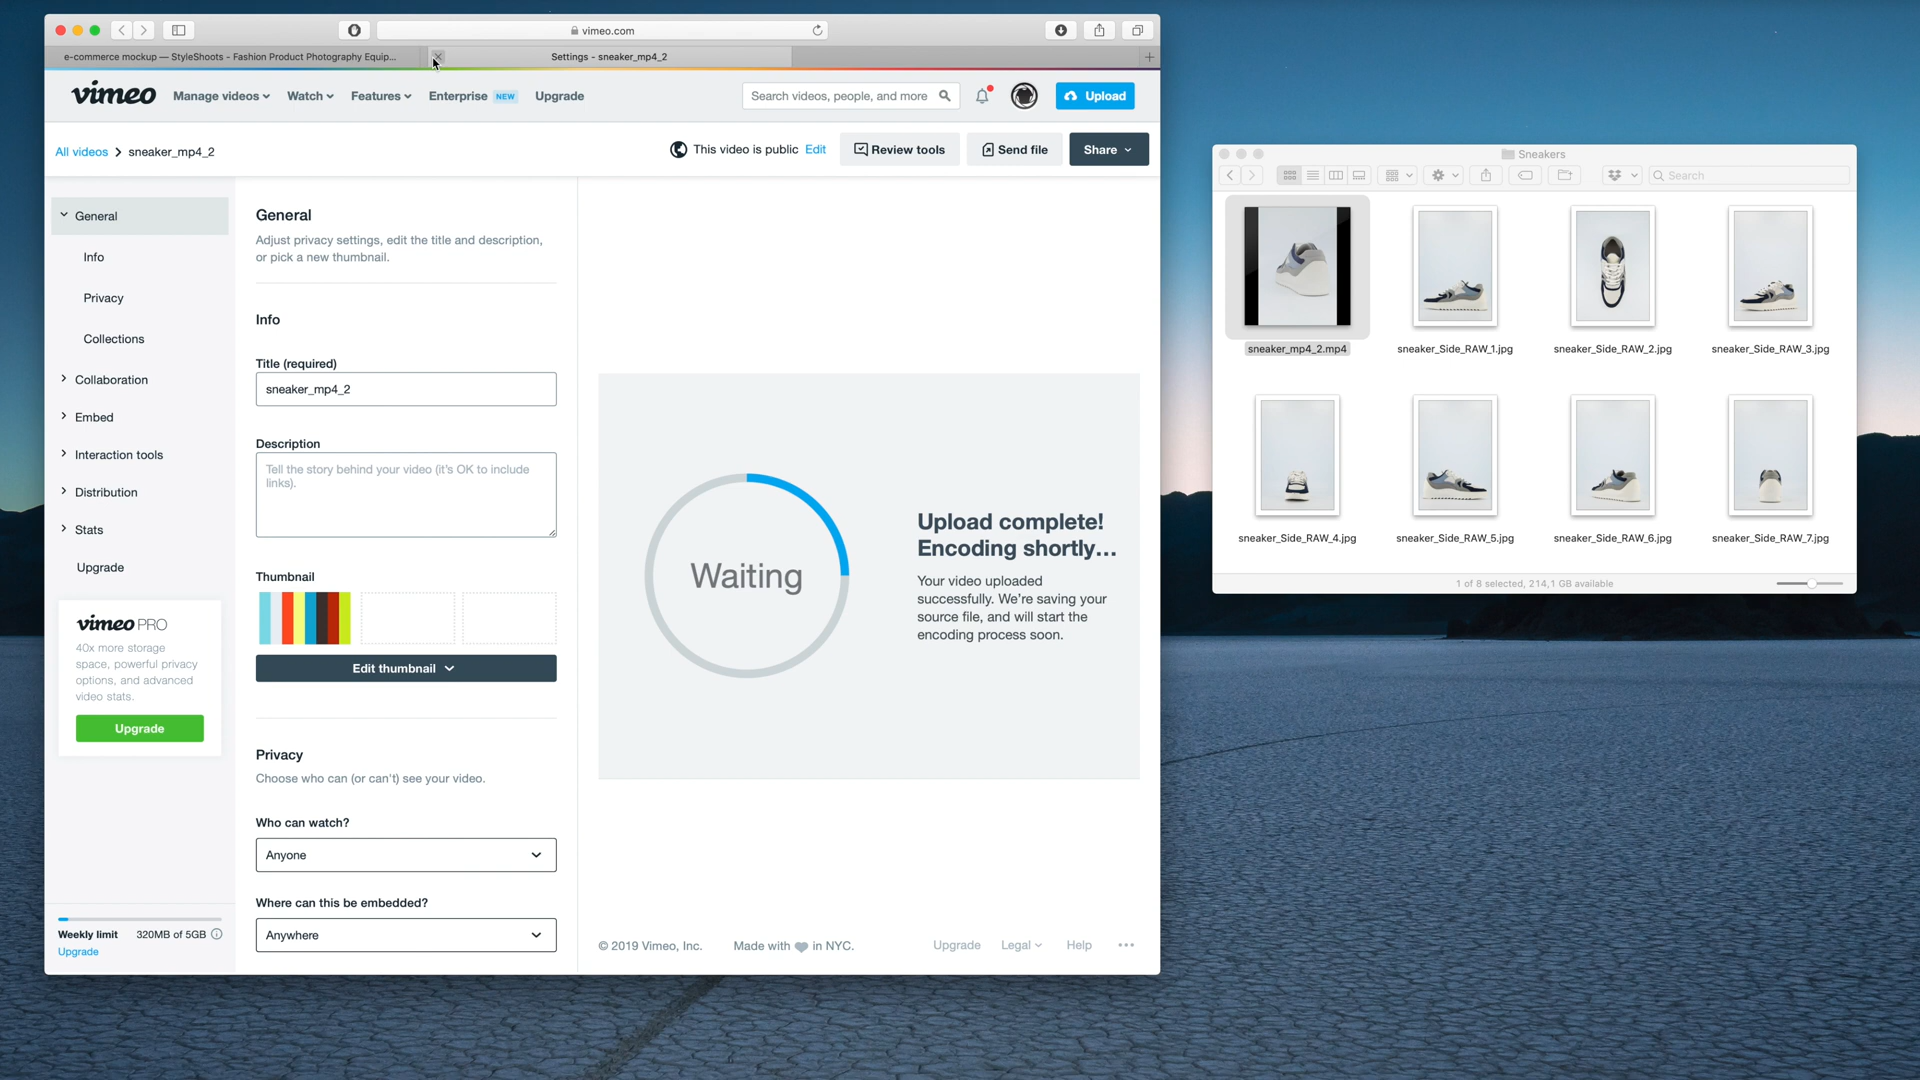 vimeo.com
e-commerce mockup — StyleShoots - Fashion Product Photography Equip...
Settings - sneaker_mp4_2
vimeo
Manage videos
Watch
Features
Enterprise NEW
Upgrade
Search videos, people, and more
Upload
All videos > sneaker_mp4_2
This video is public Edit
Review tools
Send file
Share
General
Info
Privacy
Collections
Collaboration
Embed
Interaction tools
Distribution
Stats
Upgrade
vimeo PRO
40x more storage
space, powerful privacy
options, and advanced
video stats.
Upgrade
Weekly limit 320MB of 5GB
Upgrade
General
Adjust privacy settings, edit the title and description,
or pick a new thumbnail.
Info
Title (required)
sneaker_mp4_2
Description
Tell the story behind your video (it's OK to include
links).
Thumbnail
Edit thumbnail
Privacy
Choose who can (or can't) see your video.
Who can watch?
Anyone
Where can this be embedded?
Anywhere
Waiting
Upload complete!
Encoding shortly...
Your video uploaded
successfully. We're saving your
source file, and will start the
encoding process soon.
© 2019 Vimeo, Inc.
Made with in NYC.
Upgrade
Legal
Help
Sneakers
Search
sneaker_mp4_2.mp4
sneaker_Side_RAW_1.jpg
sneaker_Side_RAW_2.jpg
sneaker_Side_RAW_3.jpg
sneaker_Side_RAW_4.jpg
sneaker_Side_RAW_5.jpg
sneaker_Side_RAW_6.jpg
sneaker_Side_RAW_7.jpg
1 of 8 selected, 214,1 GB available